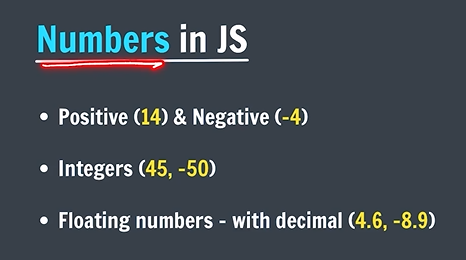 Numbers in JS
• Positive (14) & Negative (-4)
• Integers (45, -50)
• Floating numbers - with decimal (4.6, -8.9)